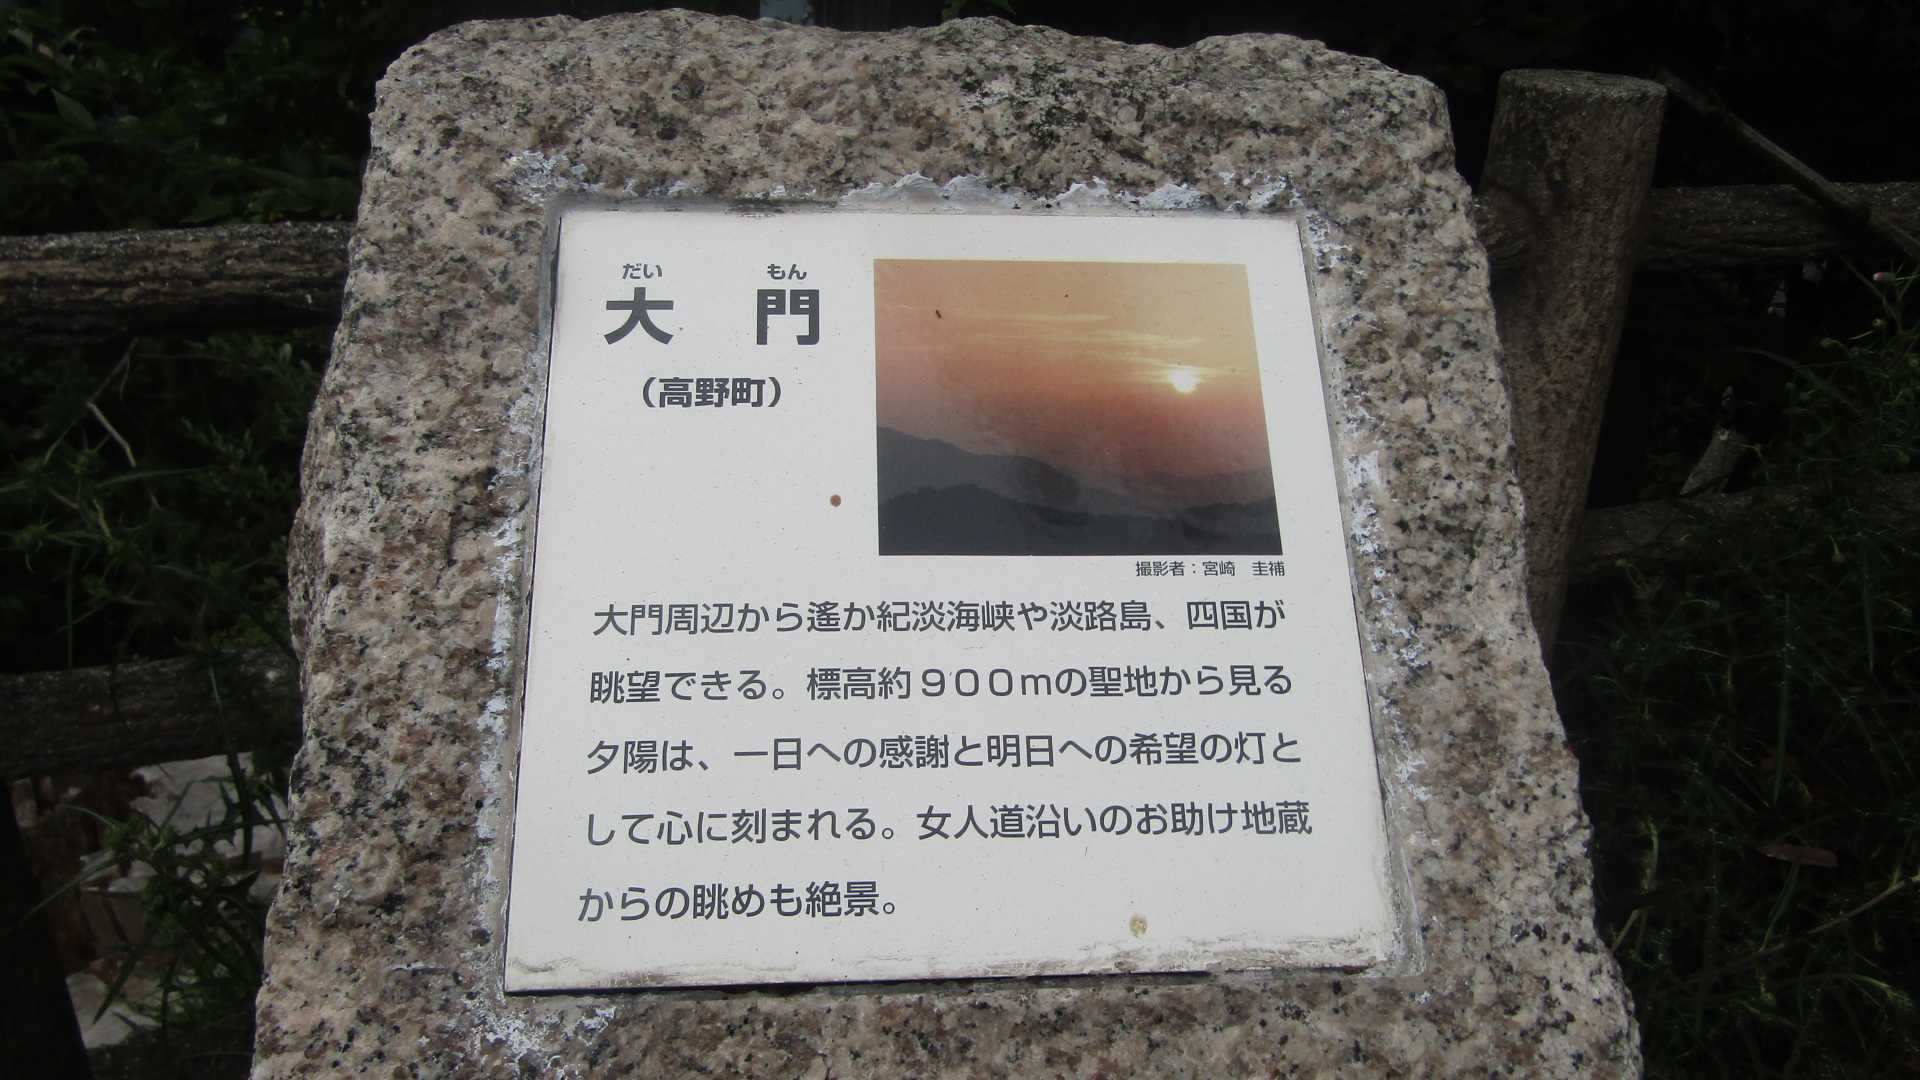 だい もん
大 門
（高野町）
撮影者：宮崎 圭補
大門周辺から遙か紀淡海峡や淡路島、四国が
眺望できる。標高約９００ｍの聖地から見る
夕陽は、一日への感謝と明日への希望の灯と
して心に刻まれる。女人道沿いのお助け地蔵
からの眺めも絶景。